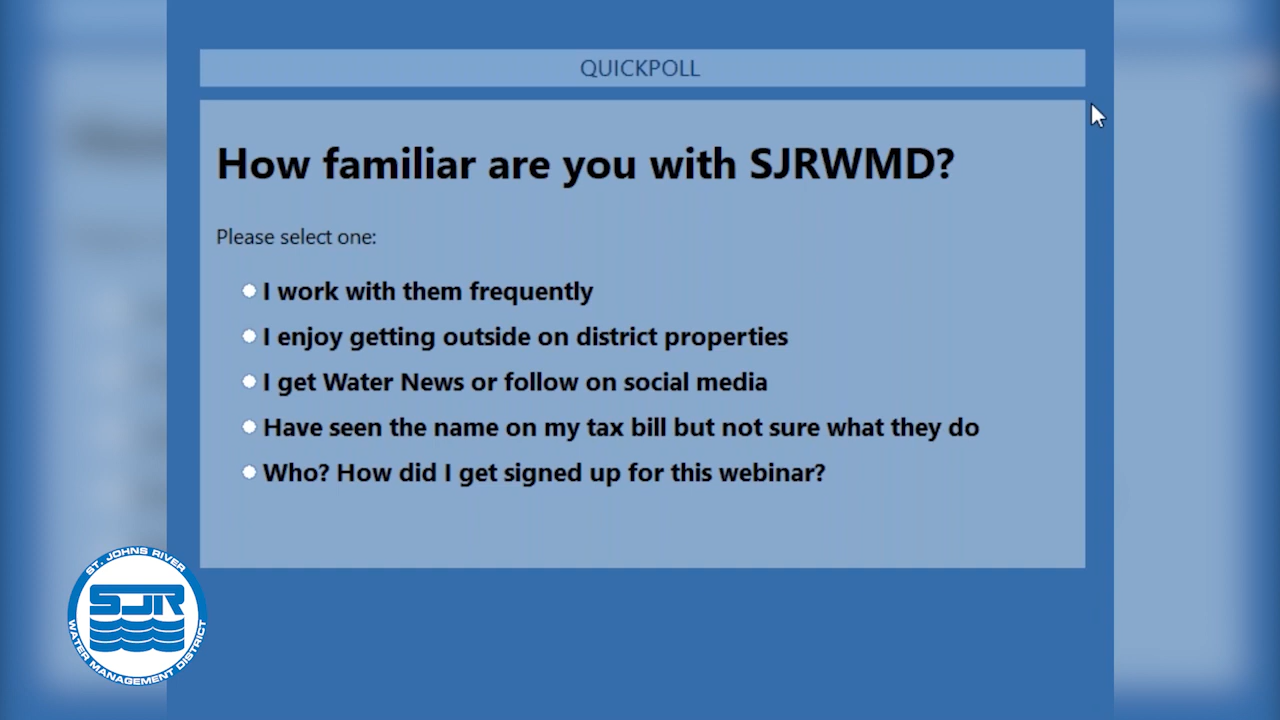 QUICKPOLL
How familiar are you with SJRWMD?
Please select one:
I work with them frequently
I enjoy getting outside on district properties
I get Water News or follow on social media
Have seen the name on my tax bill but not sure what they do
Who? How did I get signed up for this webinar?
ST. JOHNS RIVER
SJR
WATER MANAGEMENT DISTRICT